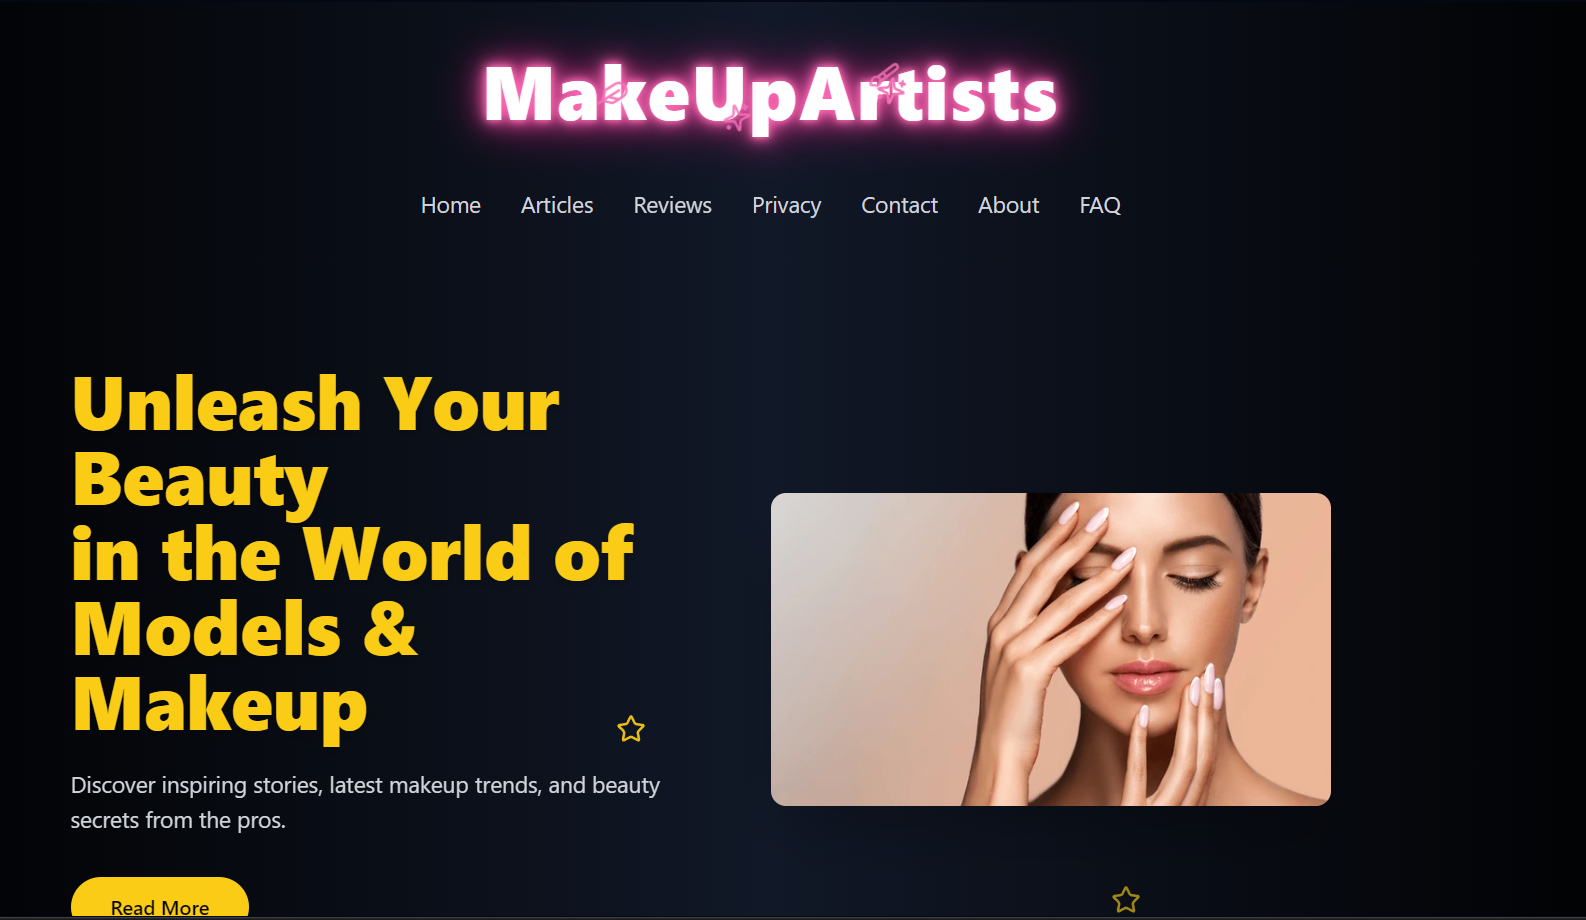 MakeUpArtists
Home Articles Reviews Privacy Contact About FAQ
Unleash Your
Beauty
in the World of
Models &
Makeup
Discover inspiring stories, latest makeup trends, and beauty
secrets from the pros.
Read More